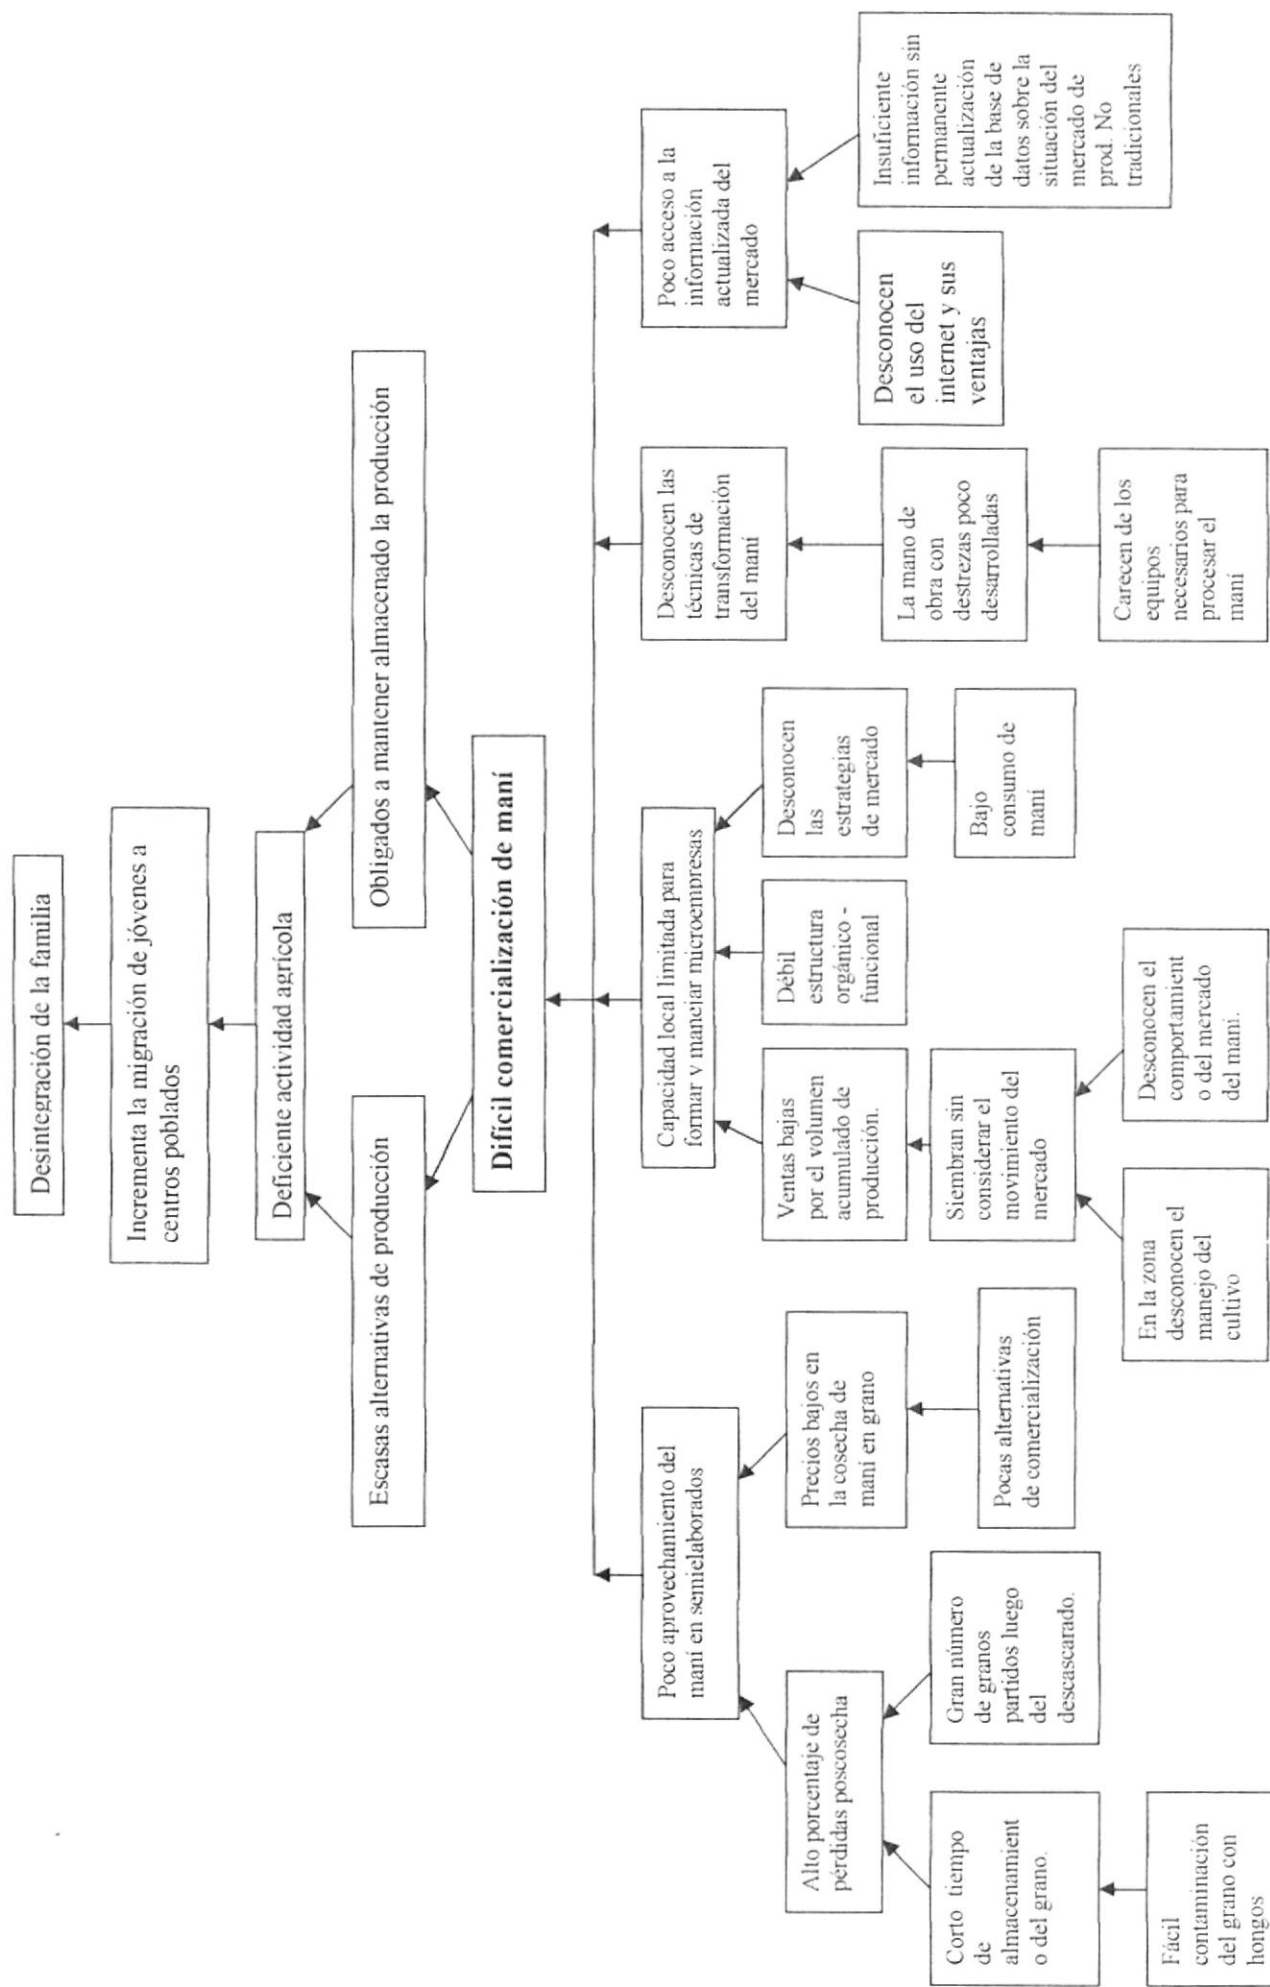 Desintegración de la familia
Incrementa la migración de jóvenes a
centros poblados
Deficiente actividad agrícola
Escasas alternativas de producción
Obligados a mantener almacenado la producción
Difícil comercialización de maní
Poco aprovechamiento del
maní en semielaborados
Capacidad local limitada para
formar y manejar microempresas
Desconocen las
técnicas de
transformación
del maní
Poco acceso a la
información
actualizada del
mercado
Alto porcentaje de
pérdidas poscosecha
Precios bajos en
la cosecha de
maní en grano
Ventas bajas
por el volumen
acumulado de
producción.
Débil
estructura
orgánico -
funcional
Desconocen
las
estrategias
de mercado
La mano de
obra con
destrezas poco
desarrolladas
Desconocen
el uso del
internet y sus
ventajas
Insuficiente
información sin
permanente
actualización
de la base de
datos sobre la
situación del
mercado de
prod. No
tradicionales
Corto tiempo
de
almacenamient
o del grano.
Gran número
de granos
partidos luego
del
descascarado.
Pocas alternativas
de comercialización
Siembran sin
considerar el
movimiento del
mercado
Bajo
consumo de
maní
Carecen de los
equipos
necesarios para
procesar el
maní
Fácil
contaminación
del grano con
hongos
En la zona
desconocen el
manejo del
cultivo
Desconocen el
comportamient
o del mercado
del maní.